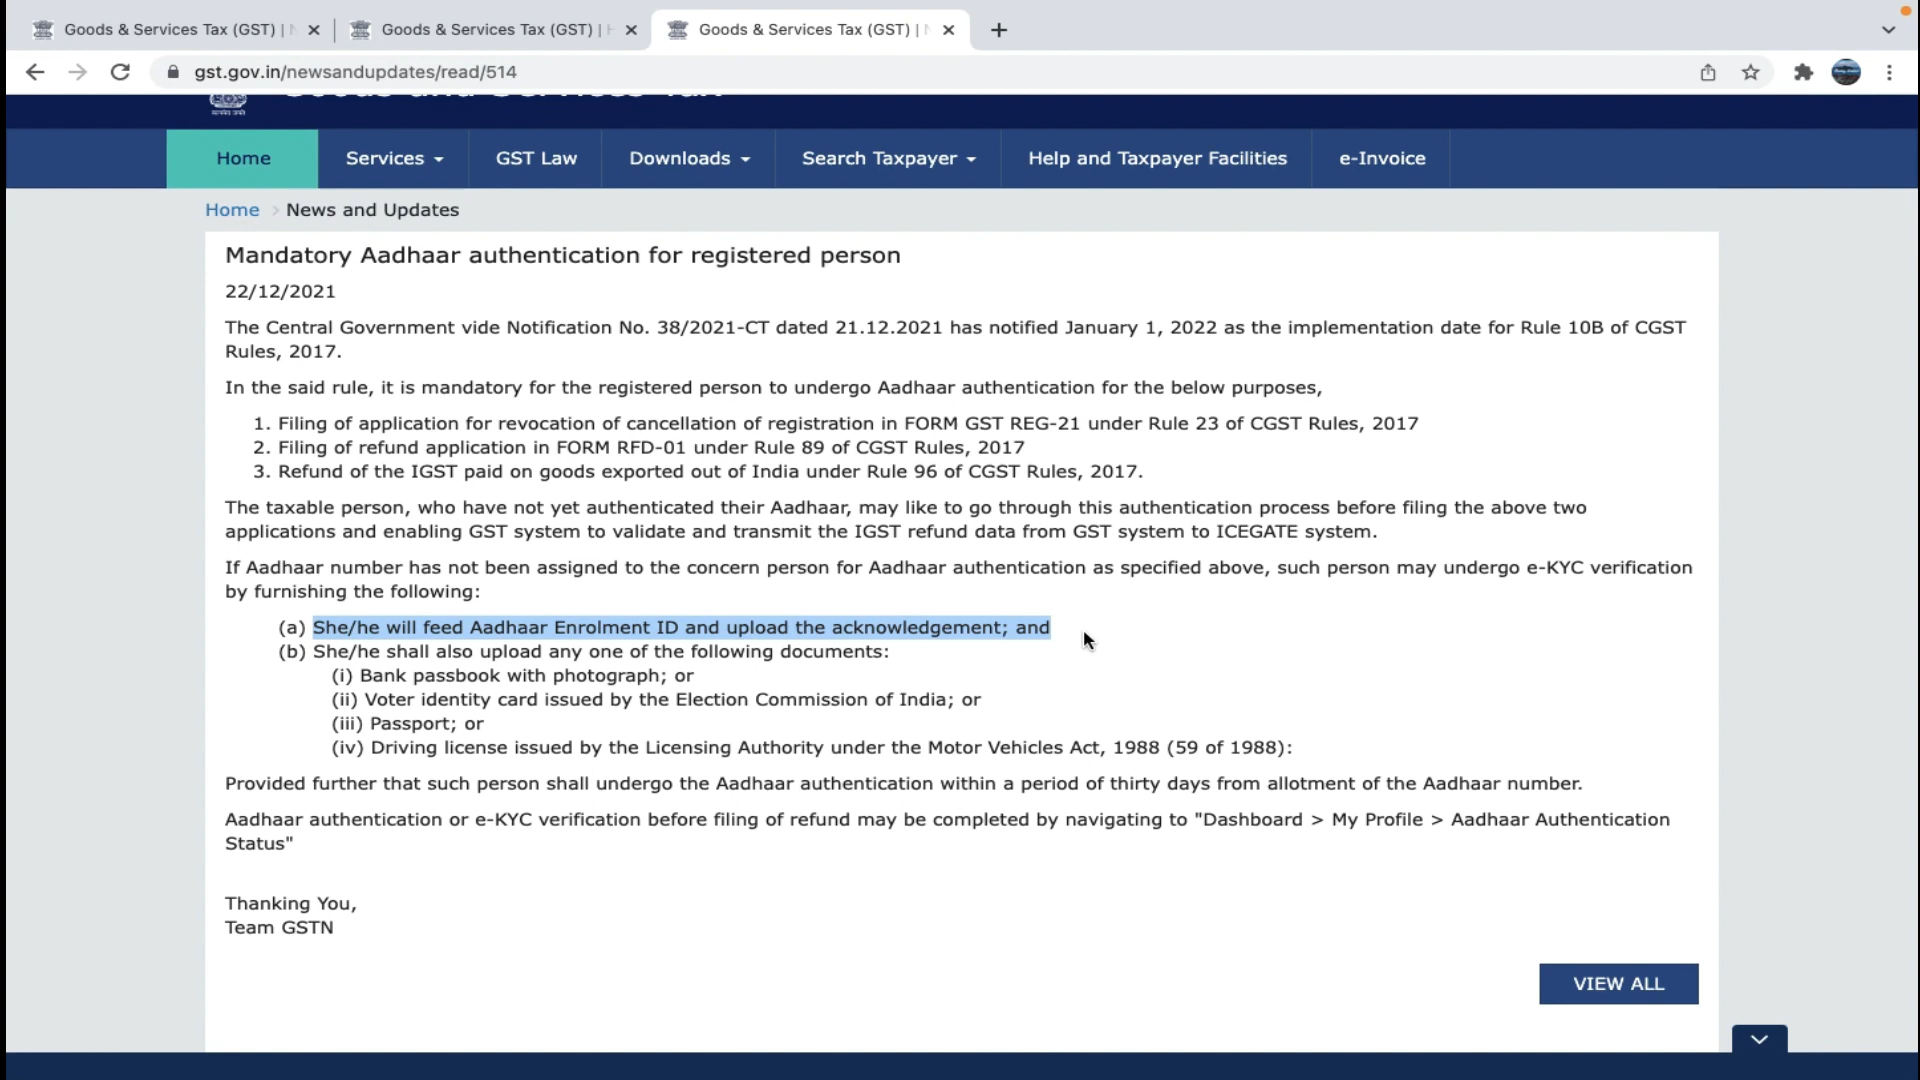 Goods & Services Tax (GST) |
Goods & Services Tax (GST) |
Goods & Services Tax (GST) |
gst.gov.in/newsandupdates/read/514
Goods and Services Tax
Home
Services
GST Law
Downloads
Search Taxpayer
Help and Taxpayer Facilities
e-Invoice
Home > News and Updates
Mandatory Aadhaar authentication for registered person
22/12/2021
The Central Government vide Notification No. 38/2021-CT dated 21.12.2021 has notified January 1, 2022 as the implementation date for Rule 10B of CGST
Rules, 2017.
In the said rule, it is mandatory for the registered person to undergo Aadhaar authentication for the below purposes,
1. Filing of application for revocation of cancellation of registration in FORM GST REG-21 under Rule 23 of CGST Rules, 2017
2. Filing of refund application in FORM RFD-01 under Rule 89 of CGST Rules, 2017
3. Refund of the IGST paid on goods exported out of India under Rule 96 of CGST Rules, 2017.
The taxable person, who have not yet authenticated their Aadhaar, may like to go through this authentication process before filing the above two
applications and enabling GST system to validate and transmit the IGST refund data from GST system to ICEGATE system.
If Aadhaar number has not been assigned to the concern person for Aadhaar authentication as specified above, such person may undergo e-KYC verification
by furnishing the following:
(a) She/he will feed Aadhaar Enrolment ID and upload the acknowledgement; and
(b) She/he shall also upload any one of the following documents:
(i) Bank passbook with photograph; or
(ii) Voter identity card issued by the Election Commission of India; or
(iii) Passport; or
(iv) Driving license issued by the Licensing Authority under the Motor Vehicles Act, 1988 (59 of 1988):
Provided further that such person shall undergo the Aadhaar authentication within a period of thirty days from allotment of the Aadhaar number.
Aadhaar authentication or e-KYC verification before filing of refund may be completed by navigating to "Dashboard > My Profile > Aadhaar Authentication
Status"
Thanking You,
Team GSTN
VIEW ALL